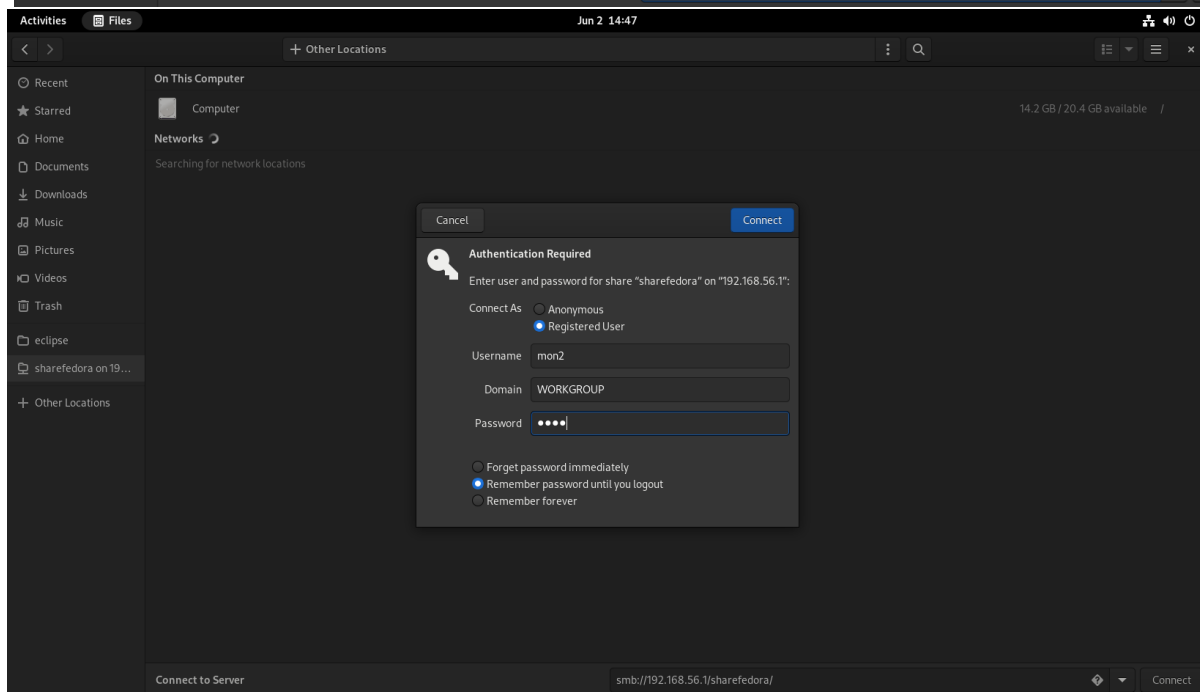 Activities Files Jun 2 14:47
+ Other Locations
On This Computer
Computer 14.2 GB / 20.4 GB available /
Networks
Searching for network locations
Recent
Starred
Home
Documents
Downloads
Music
Pictures
Videos
Trash
eclipse
sharefedora on 19...
+ Other Locations
Cancel Connect
Authentication Required
Enter user and password for share "sharefedora" on "192.168.56.1":
Connect As Anonymous
Registered User
Username mon2
Domain WORKGROUP
Password ••••
Forget password immediately
Remember password until you logout
Remember forever
Connect to Server smb://192.168.56.1/sharefedora/ Connect